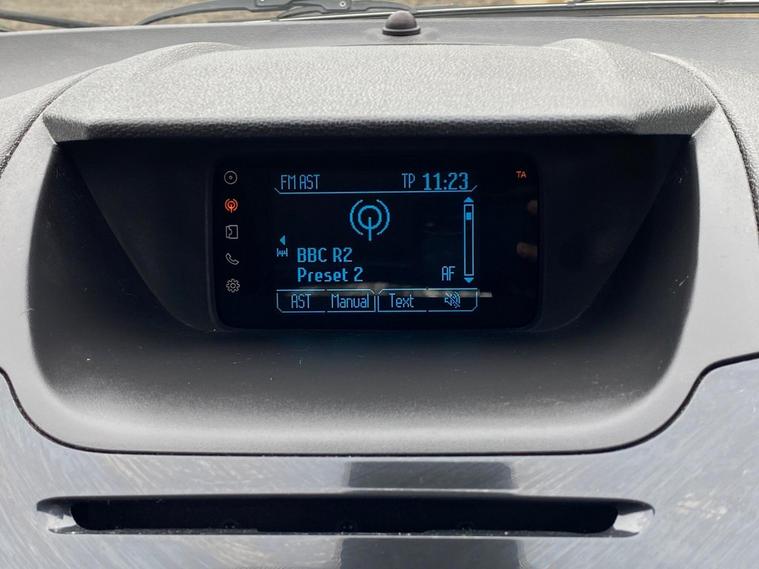 FM AST TP 11:23 TA
BBC R2
Preset 2 AF
AST Manual Text